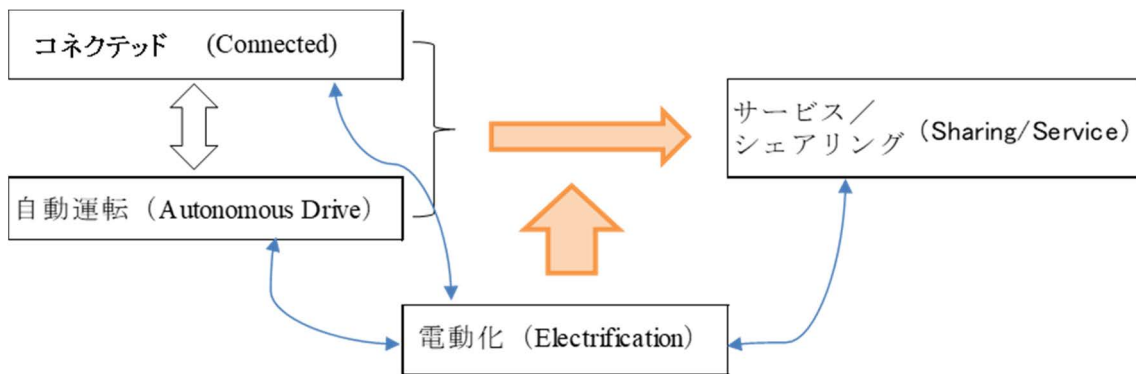 コネクテッド (Connected)
自動運転（Autonomous Drive）
サービス／
シェアリング（Sharing/Service）
電動化（Electrification）